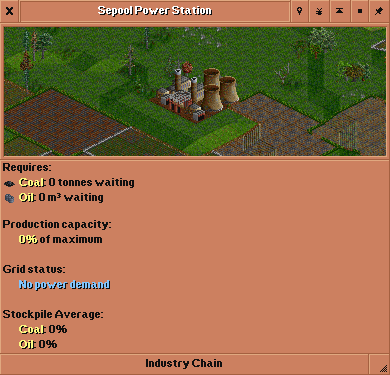 Sepool Power Station
Requires:
Coal: 0 tonnes waiting
Oil: 0 m³ waiting
Production capacity:
0% of maximum
Grid status:
No power demand
Stockpile Average:
Coal: 0%
Oil: 0%
Industry Chain